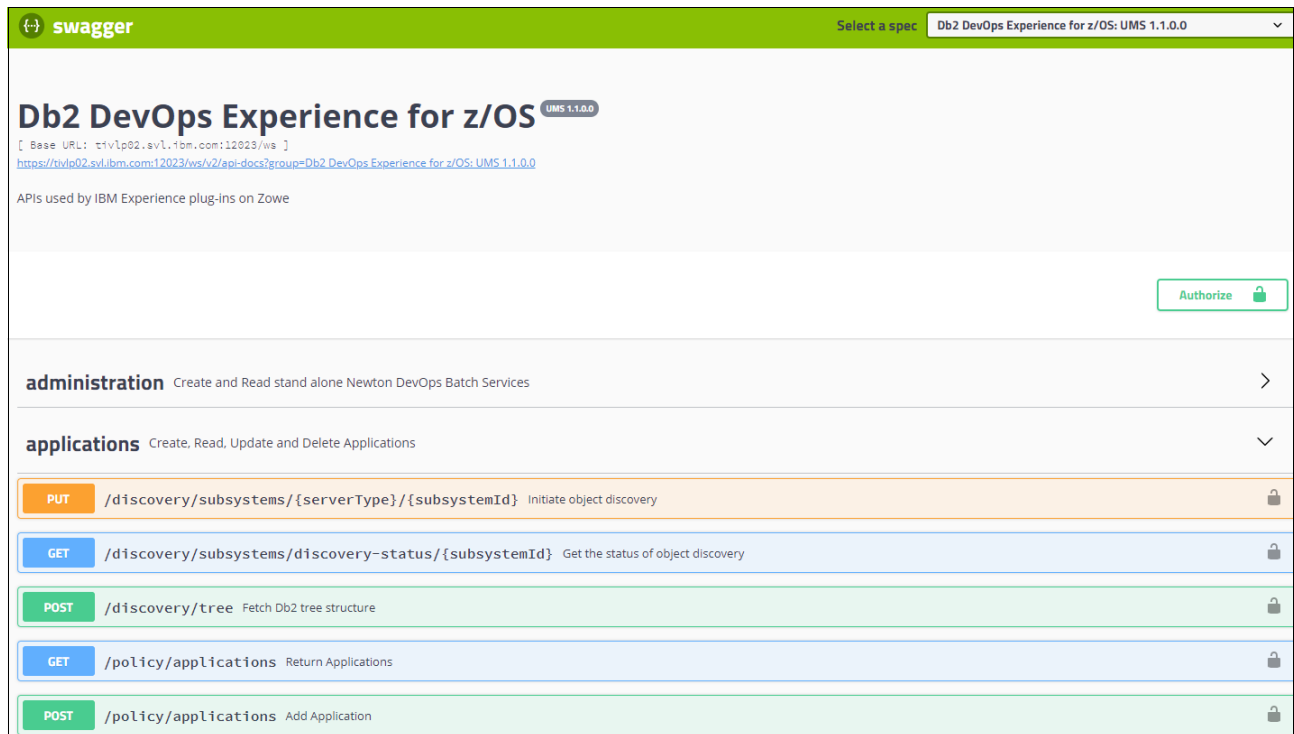 {··} swagger Select a spec Db2 DevOps Experience for z/OS: UMS 1.1.0.0
Db2 DevOps Experience for z/OS UMS 1.1.0.0
[ Base URL: tivlp02.svl.ibm.com:12023/ws ]
https://tivlp02.svl.ibm.com:12023/ws/v2/api-docs?group=Db2 DevOps Experience for z/OS: UMS 1.1.0.0
APIs used by IBM Experience plug-ins on Zowe
Authorize
administration Create and Read stand alone Newton DevOps Batch Services
applications Create, Read, Update and Delete Applications
PUT /discovery/subsystems/{serverType}/{subsystemId} Initiate object discovery
GET /discovery/subsystems/discovery-status/{subsystemId} Get the status of object discovery
POST /discovery/tree Fetch Db2 tree structure
GET /policy/applications Return Applications
POST /policy/applications Add Application